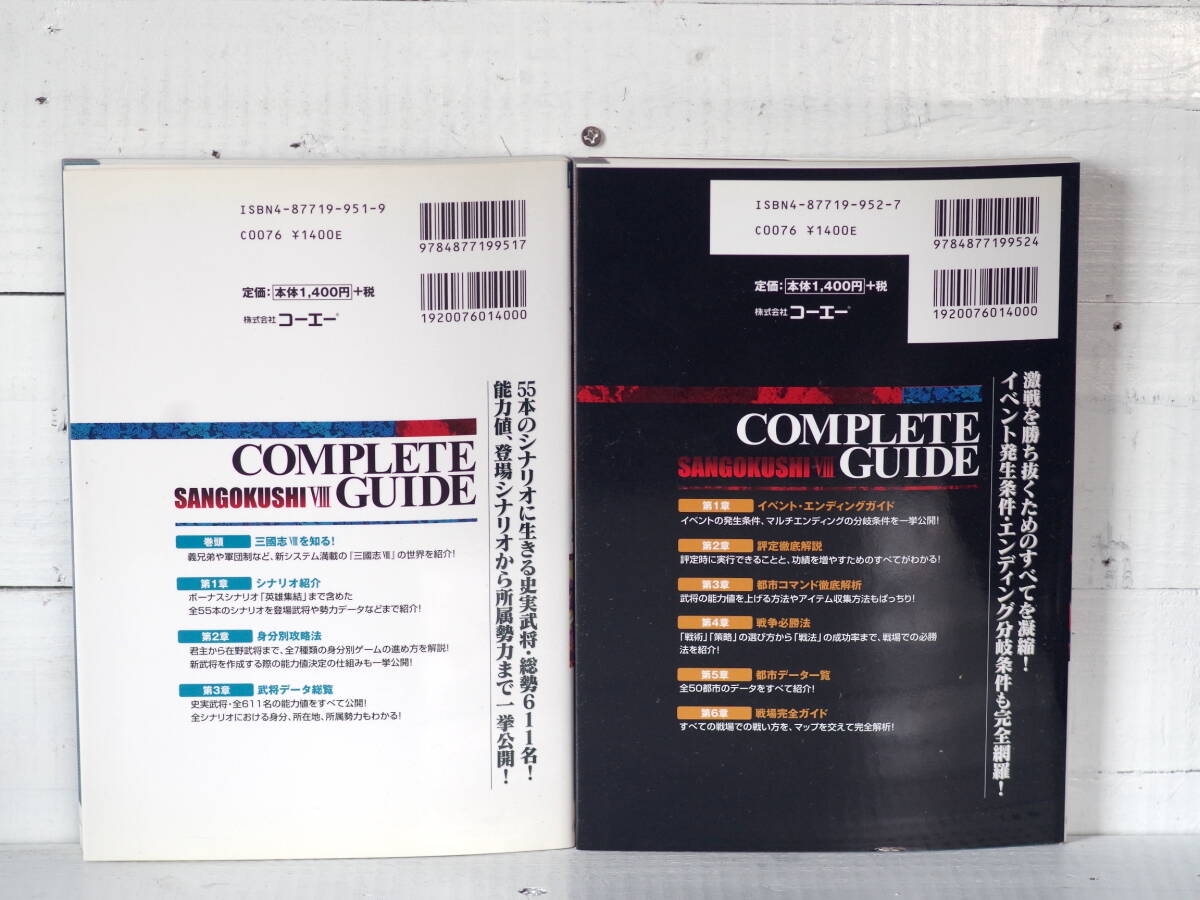 ISBN4-87719-951-9
C0076 ¥1400E
9784877199517
1920076014000
定価:本体1,400円+税
株式会社 コーエー®
55本のシナリオに生きる史実武将・総勢611名!
能力値、登場シナリオから所属勢力まで一挙公開!
COMPLETE
SANGOKUSHI VIII GUIDE
巻頭 三國志Ⅷを知る!
義兄弟や軍団制など、新システム満載の『三國志Ⅷ』の世界を紹介!
第1章 シナリオ紹介
ボーナスシナリオ「英雄集結」まで含めた
全55本のシナリオを登場武将や勢力データなどまで紹介!
第2章 身分別攻略法
君主から在野武将まで、全7種類の身分別ゲームの進め方を解説!
新武将を作成する際の能力値決定の仕組みも一挙公開!
第3章 武将データ総覧
史実武将・全611名の能力値をすべて公開!
全シナリオにおける身分、所在地、所属勢力もわかる!
ISBN4-87719-952-7
C0076 ¥1400E
9784877199524
1920076014000
定価:本体1,400円+税
株式会社 コーエー®
激戦を勝ち抜くためのすべてを凝縮!
イベント発生条件・エンディング分岐条件も完全網羅!
COMPLETE
SANGOKUSHI VIII GUIDE
第1章 イベント・エンディングガイド
イベントの発生条件、マルチエンディングの分岐条件を一挙公開!
第2章 評定徹底解説
評定時に実行できることと、功績を増やすためのすべてがわかる!
第3章 都市コマンド徹底解析
武将の能力値を上げる方法やアイテム収集方法もばっちり!
第4章 戦争必勝法
「戦術」「策略」の選び方から「戦法」の成功率まで、戦場での必勝
法を紹介!
第5章 都市データ一覧
全50都市のデータをすべて紹介!
第6章 戦場完全ガイド
すべての戦場での戦い方を、マップを交えて完全解析!